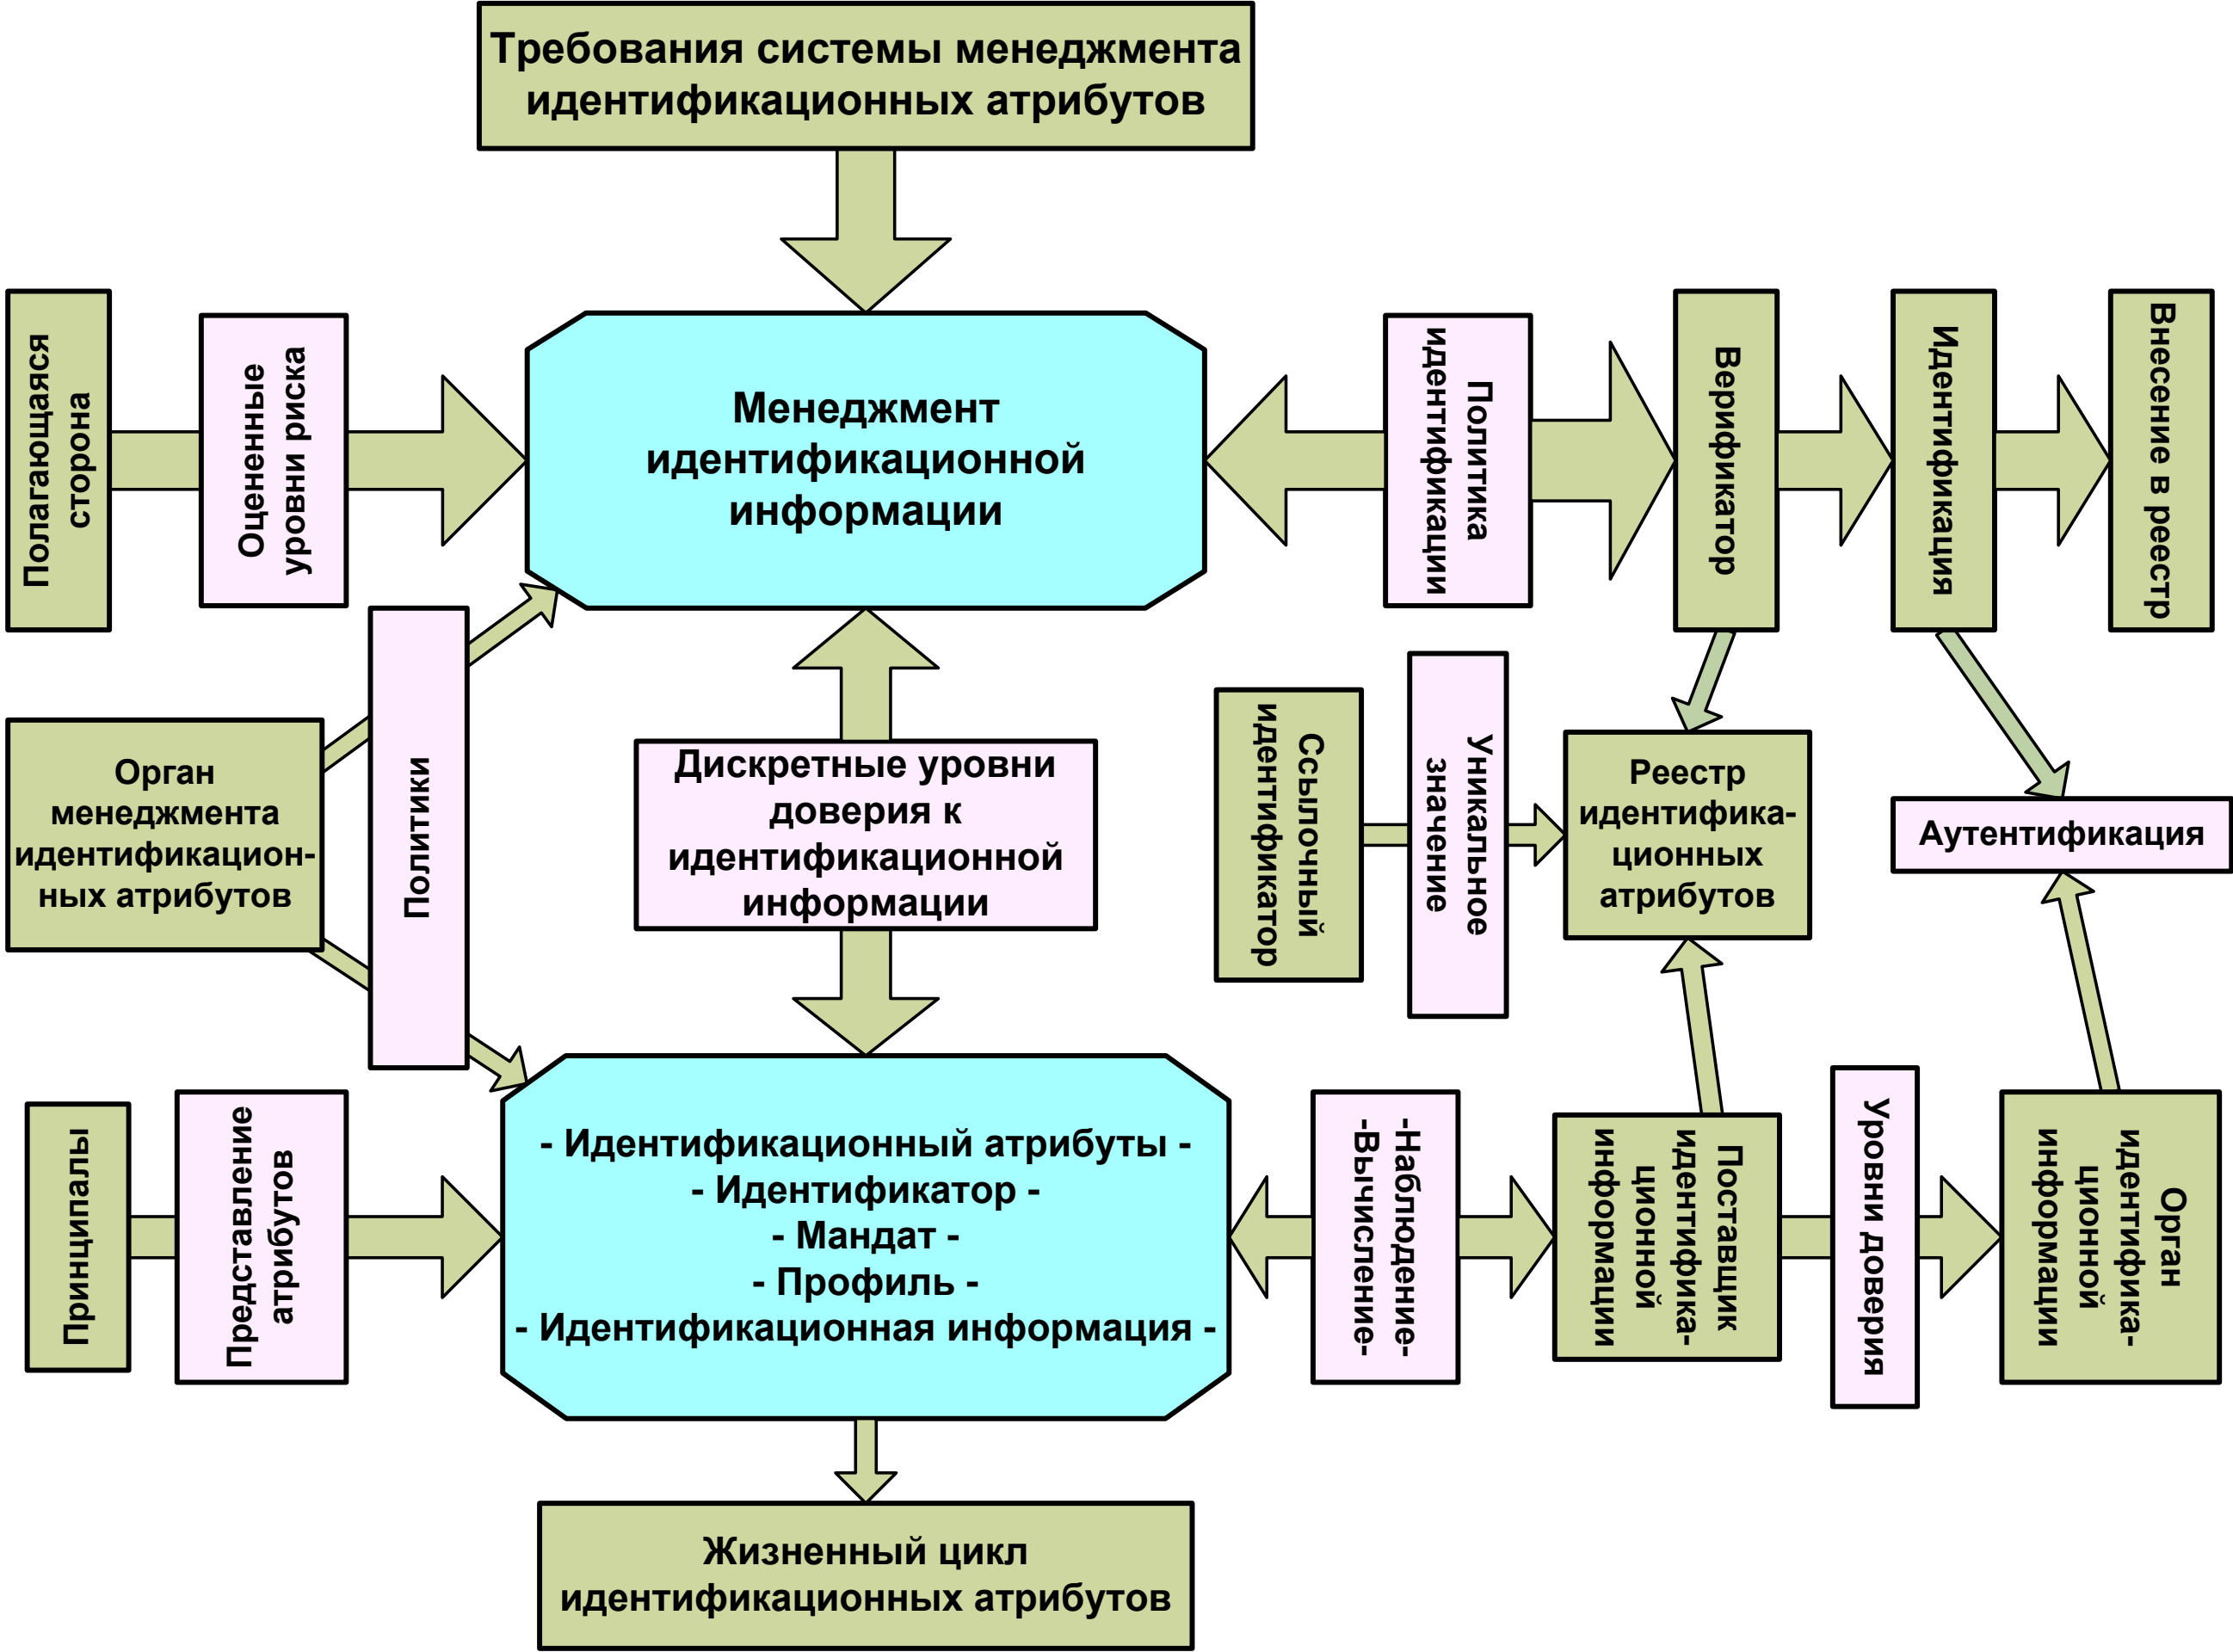 Требования системы менеджмента
идентификационных атрибутов
Полагающаяся
сторона
Оцененные
уровни риска
Менеджмент
идентификационной
информации
Политика
идентификации
Верификатор
Идентификация
Внесение в реестр
Орган
менеджмента
идентификацион-
ных атрибутов
Политики
Дискретные уровни
доверия к
идентификационной
информации
Ссылочный
идентификатор
Уникальное
значение
Реестр
идентифика-
ционных
атрибутов
Аутентификация
Принципалы
Представление
атрибутов
- Идентификационный атрибуты -
- Идентификатор -
- Мандат -
- Профиль -
- Идентификационная информация -
-Наблюдение-
-Вычисление-
Поставщик
идентифика-
ционной
информации
Уровни доверия
Орган
идентифика-
ционной
информации
Жизненный цикл
идентификационных атрибутов